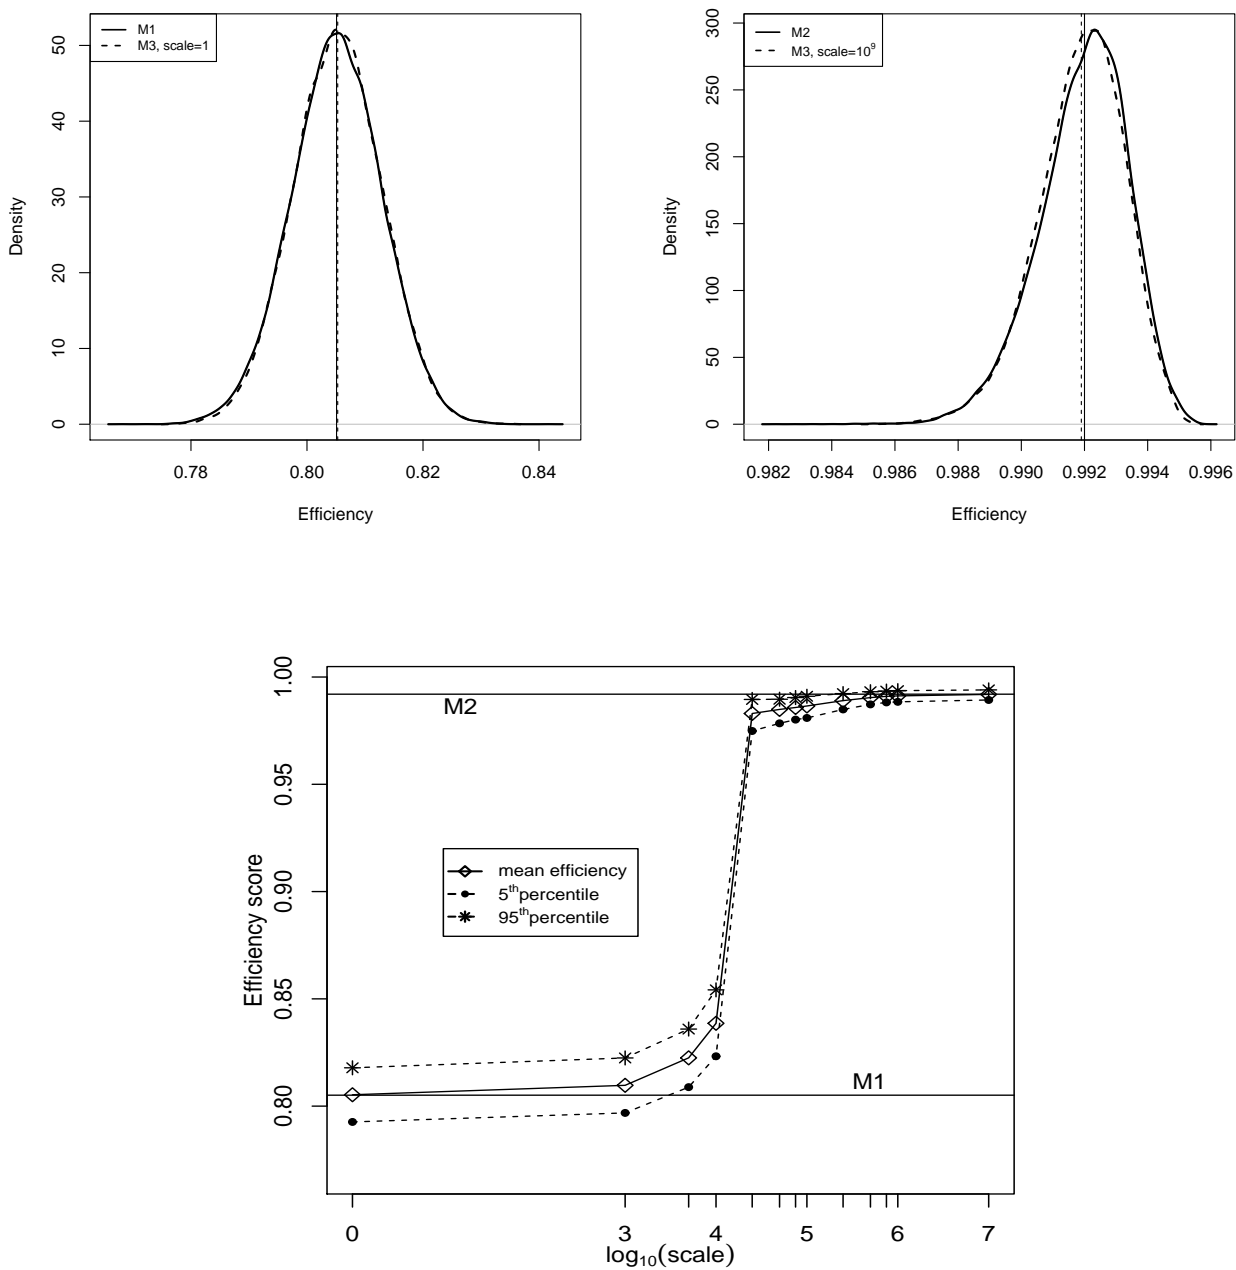 M1
M3, scale=1
50
40
30
20
10
0
Density
0.78 0.80 0.82 0.84
Efficiency
M2
M3, scale=10⁹
300
250
200
150
100
50
0
Density
0.982 0.984 0.986 0.988 0.990 0.992 0.994 0.996
Efficiency
1.00
0.95
0.90
0.85
0.80
Efficiency score
M2
mean efficiency
5ᵗʰpercentile
95ᵗʰpercentile
M1
0 3 4 5 6 7
log₁₀(scale)